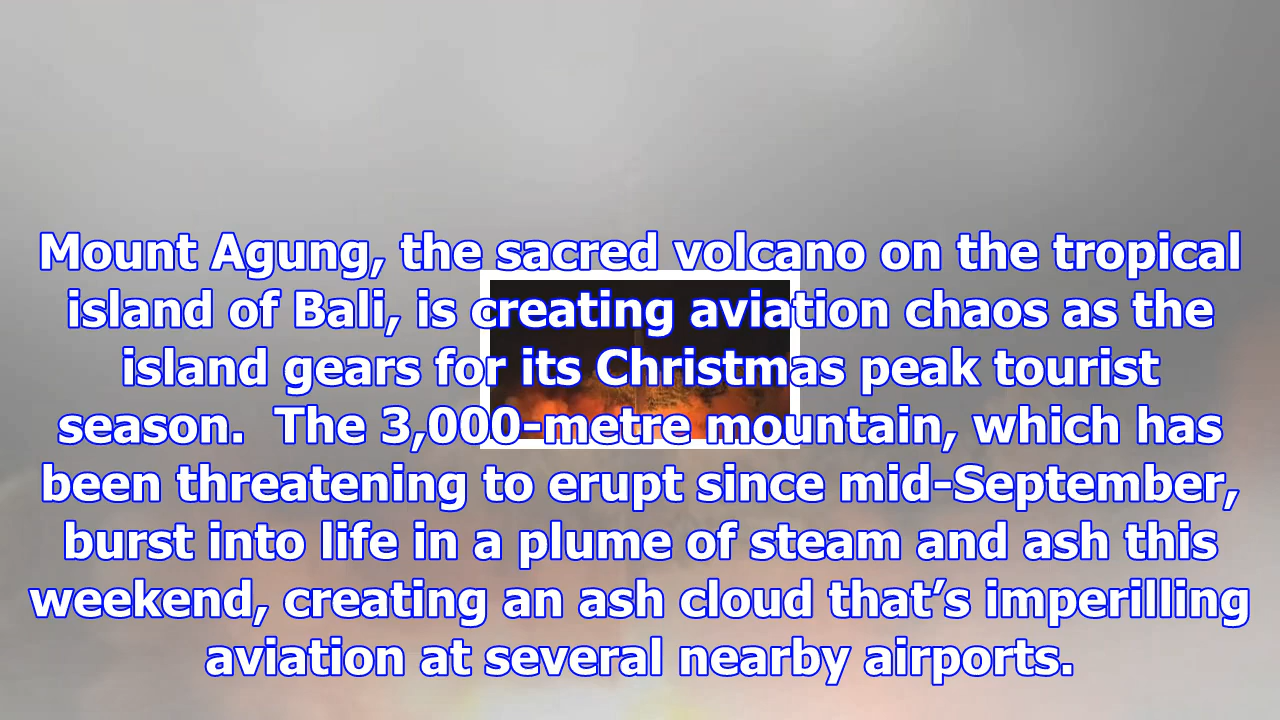 Mount Agung, the sacred volcano on the tropical
island of Bali, is creating aviation chaos as the
island gears for its Christmas peak tourist
season.  The 3,000-metre mountain, which has
been threatening to erupt since mid-September,
burst into life in a plume of steam and ash this
weekend, creating an ash cloud that’s imperilling
aviation at several nearby airports.